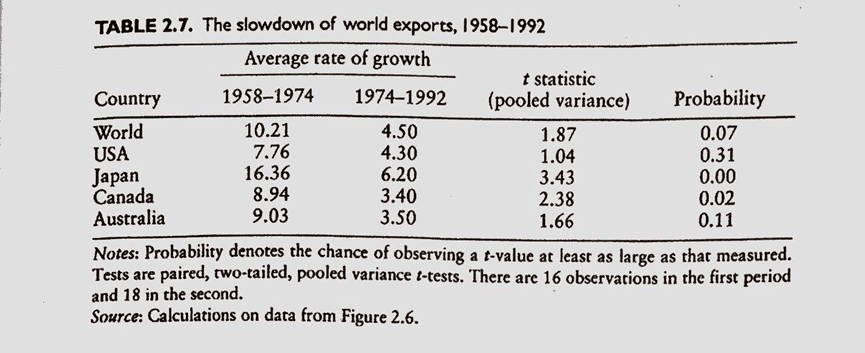 TABLE 2.7. The slowdown of world exports, 1958–1992
Average rate of growth
Country 1958–1974 1974–1992 t statistic (pooled variance) Probability
World 10.21 4.50 1.87 0.07
USA 7.76 4.30 1.04 0.31
Japan 16.36 6.20 3.43 0.00
Canada 8.94 3.40 2.38 0.02
Australia 9.03 3.50 1.66 0.11
Notes: Probability denotes the chance of observing a t-value at least as large as that measured.
Tests are paired, two-tailed, pooled variance t-tests. There are 16 observations in the first period
and 18 in the second.
Source: Calculations on data from Figure 2.6.